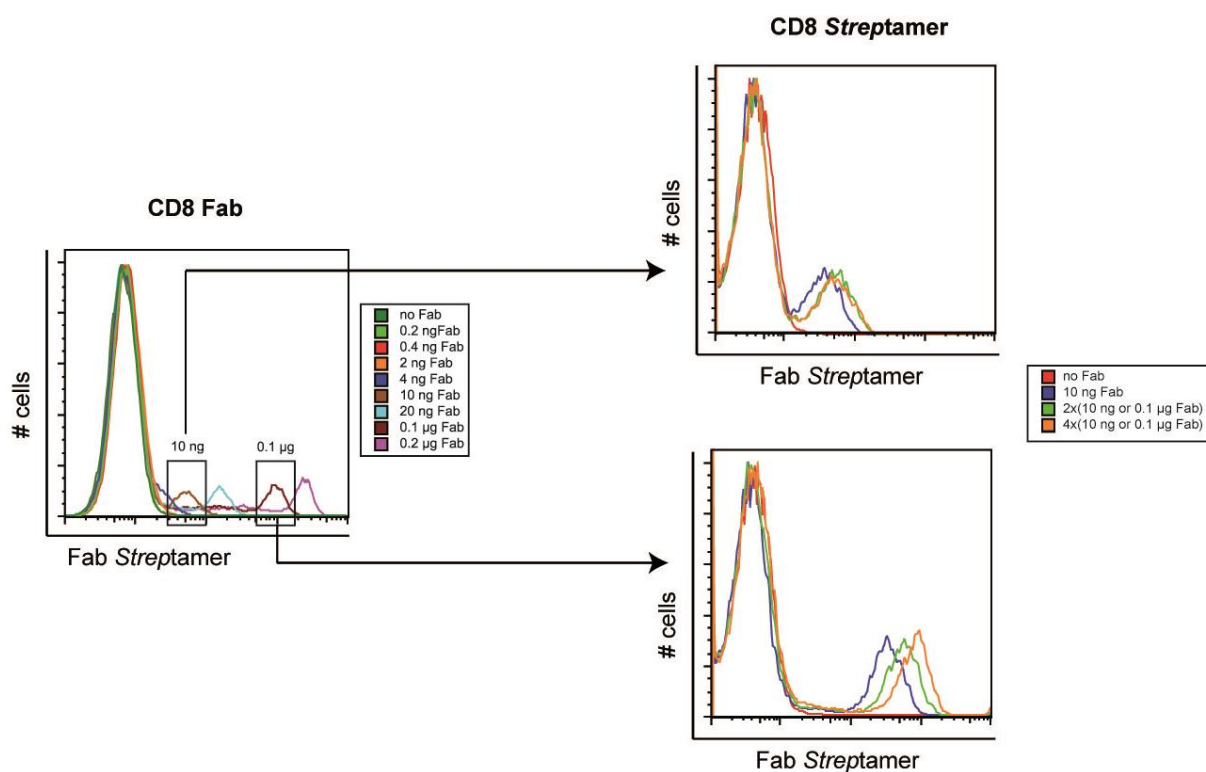 CD8 Streptamer
# cells
Fab Streptamer
CD8 Fab
# cells
10 ng
0.1 µg
Fab Streptamer
no Fab
0.2 ngFab
0.4 ng Fab
2 ng Fab
4 ng Fab
10 ng Fab
20 ng Fab
0.1 µg Fab
0.2 µg Fab
no Fab
10 ng Fab
2x(10 ng or 0.1 µg Fab)
4x(10 ng or 0.1 µg Fab)
# cells
Fab Streptamer